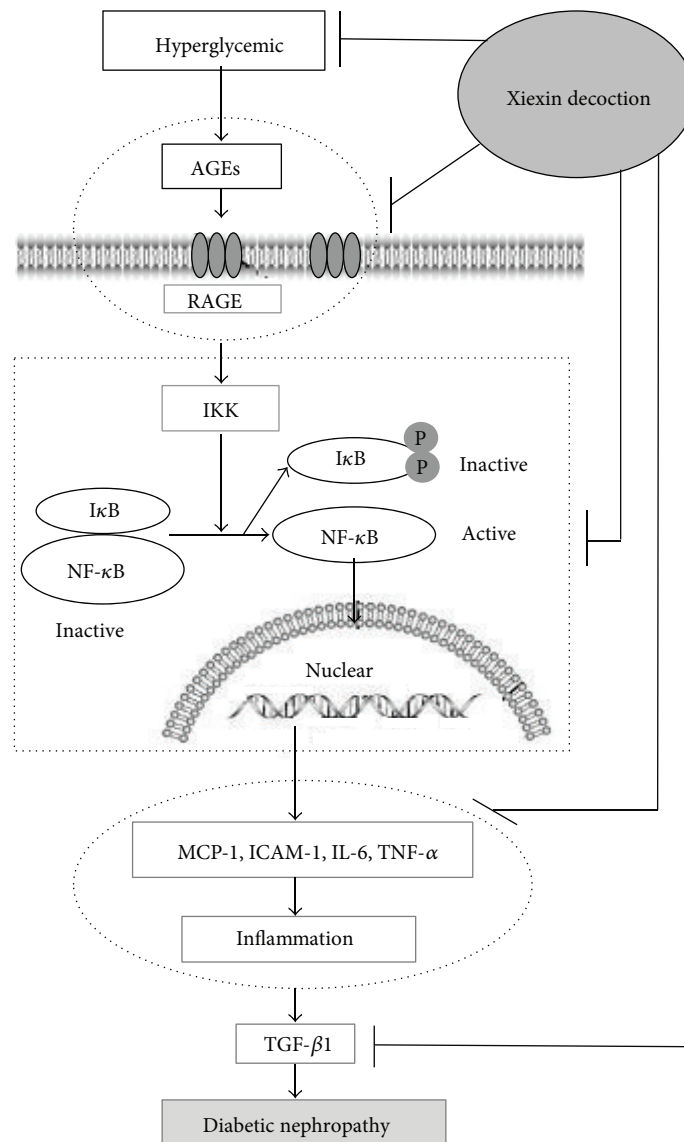 Hyperglycemic
Xiexin decoction
AGEs
RAGE
IKK
IκB
P
P
Inactive
IκB
NF-κB
Inactive
NF-κB
Active
Nuclear
MCP-1, ICAM-1, IL-6, TNF-α
Inflammation
TGF-β1
Diabetic nephropathy